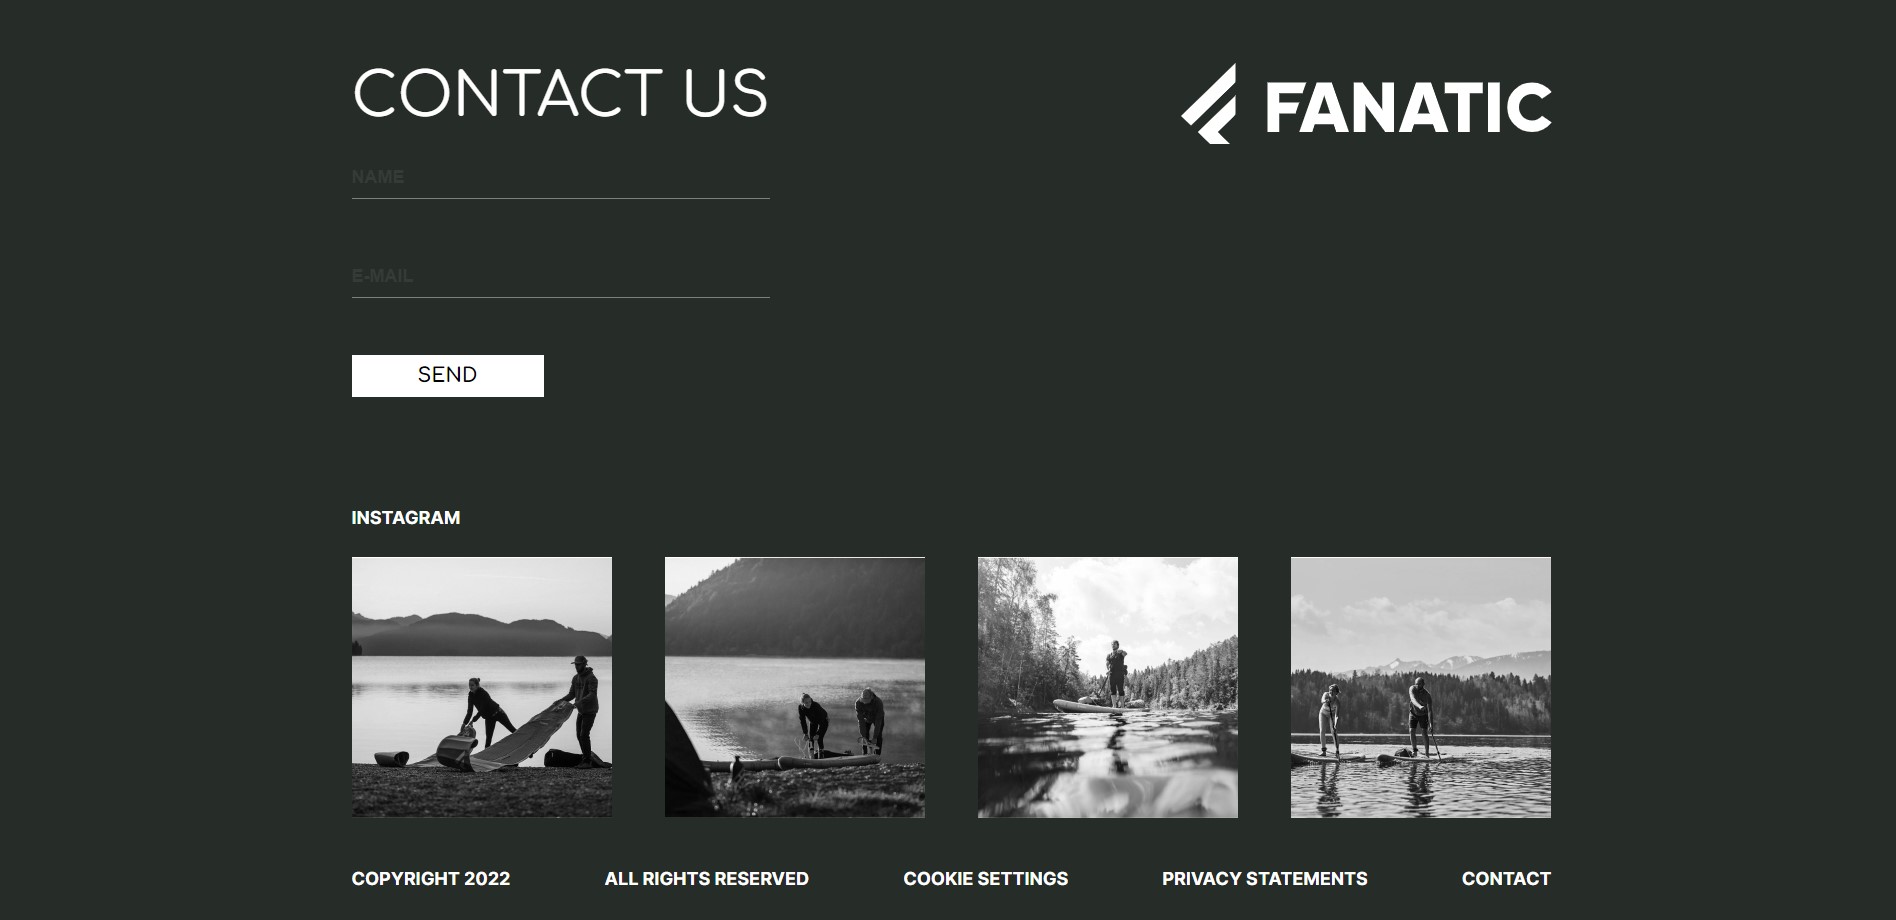 CONTACT US
FANATIC
NAME
E-MAIL
SEND
INSTAGRAM
COPYRIGHT 2022
ALL RIGHTS RESERVED
COOKIE SETTINGS
PRIVACY STATEMENTS
CONTACT